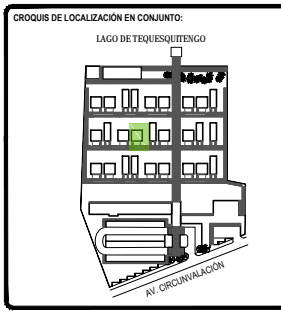 CROQUIS DE LOCALIZACIÓN EN CONJUNTO:
LAGO DE TEQUESQUITENGO
AV. CIRCUNVALACIÓN